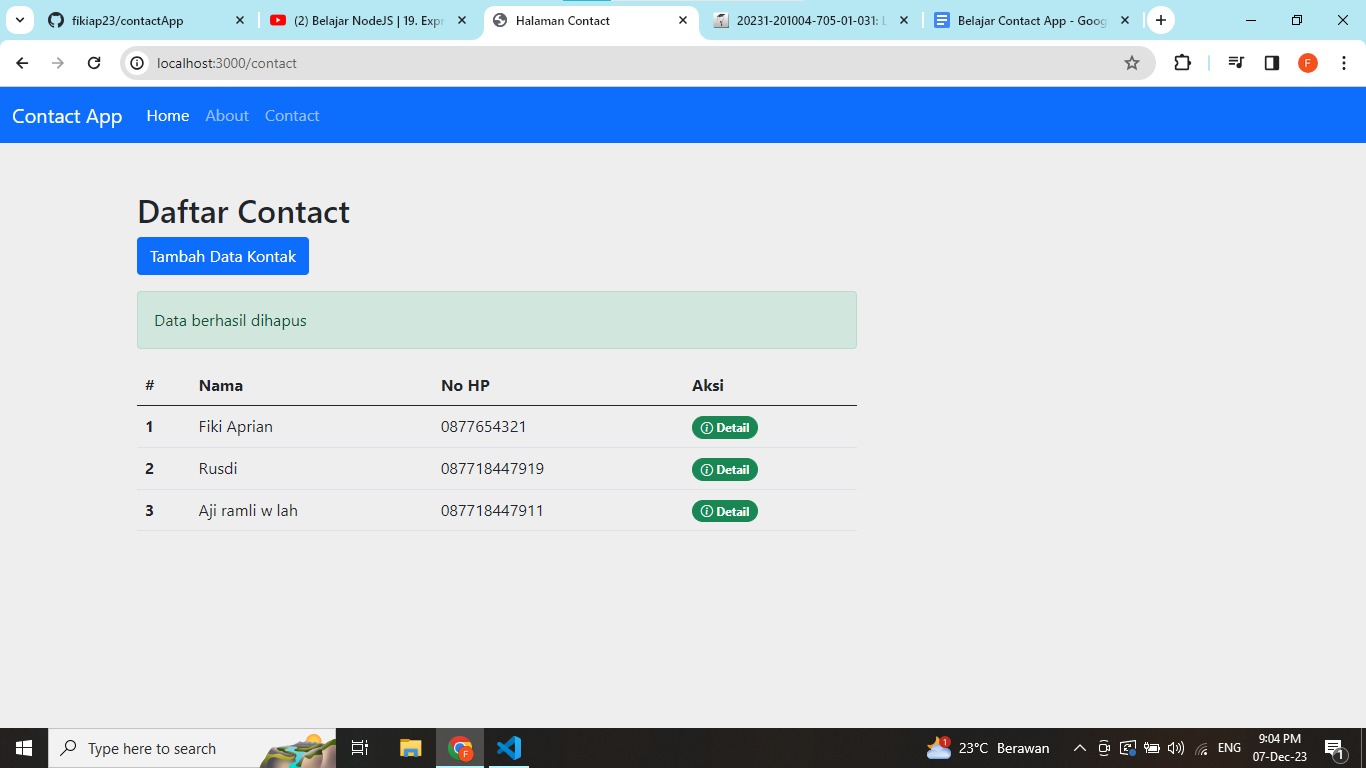 fikiap23/contactApp
(2) Belajar NodeJS | 19. Expr
Halaman Contact
20231-201004-705-01-031: L
Belajar Contact App - Goog
localhost:3000/contact
F
Contact App Home About Contact
Daftar Contact
Tambah Data Kontak
Data berhasil dihapus
# Nama No HP Aksi
1 Fiki Aprian 0877654321 Detail
2 Rusdi 087718447919 Detail
3 Aji ramli w lah 087718447911 Detail
Type here to search
F
1
23°C Berawan
ENG
9:04 PM
07-Dec-23
1